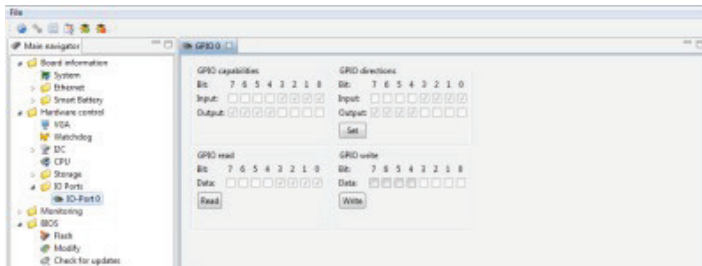 File
Main navigator
GPIO 0
Board information
System
Ethernet
Smart Battery
Hardware control
VGA
Watchdog
I2C
CPU
Storage
IO Ports
IO-Port 0
Monitoring
BIOS
Flash
Modify
Check for updates
GPIO capabilities
Bit: 7 6 5 4 3 2 1 0
Input:
Output:
GPIO directions
Bit: 7 6 5 4 3 2 1 0
Input:
Output:
Set
GPIO read
Bit: 7 6 5 4 3 2 1 0
Data:
Read
GPIO write
Bit: 7 6 5 4 3 2 1 0
Data:
Write